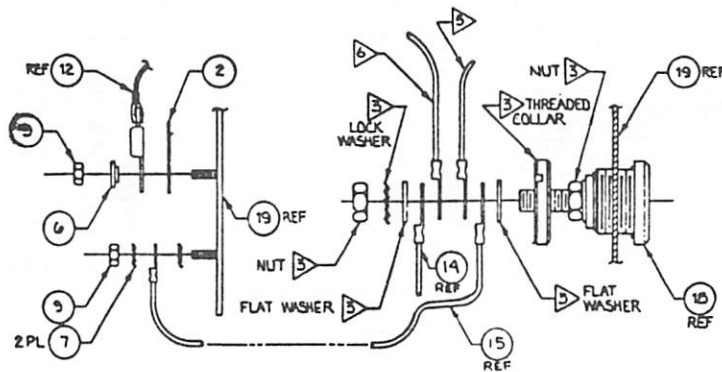 REF 12
2
6
5
NUT 3
19 REF
3 THREADED
COLLAR
3
LOCK
WASHER
6
19 REF
NUT 3
14
REF
FLAT WASHER 3
FLAT
WASHER
18
REF
9
2 PL 7
15
REF